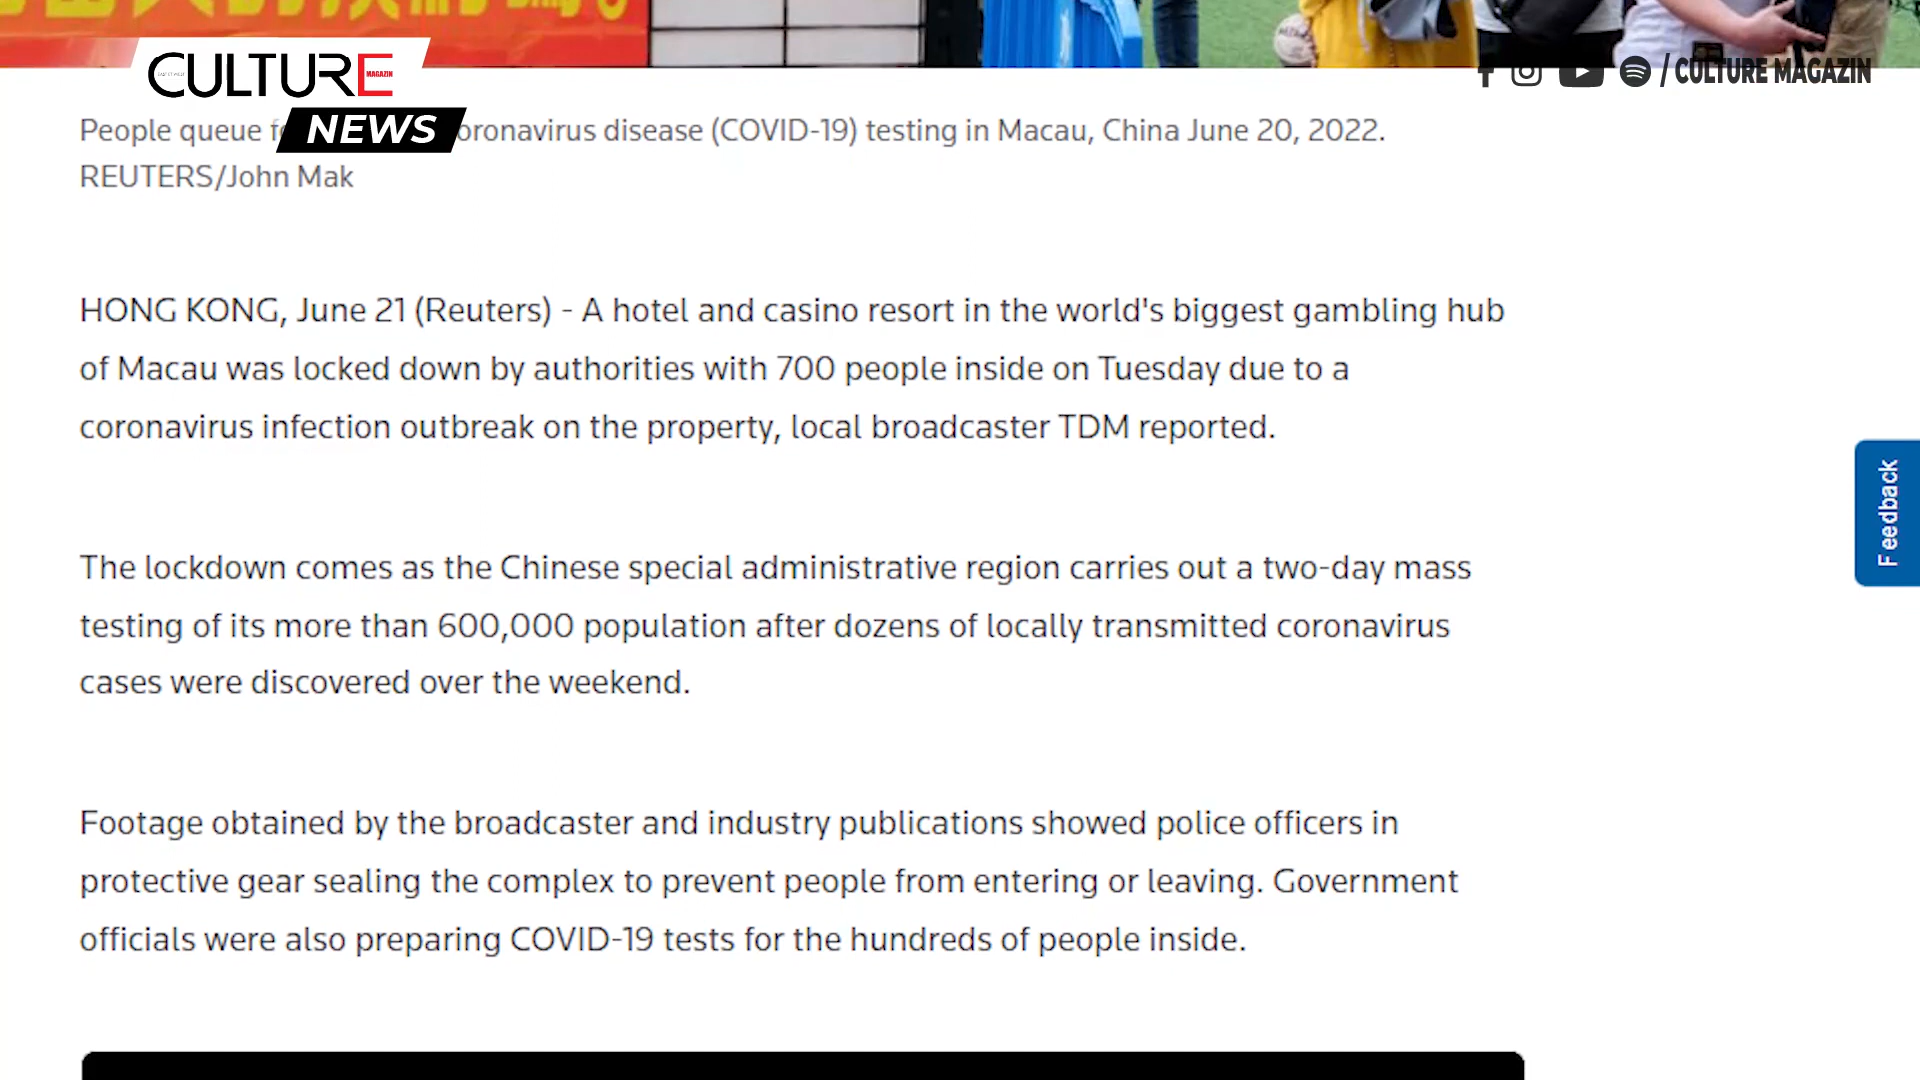 CULTURE
MAGAZIN
NEWS
/ CULTURE MAGAZIN
People queue oronavirus disease (COVID-19) testing in Macau, China June 20, 2022.
REUTERS/John Mak
HONG KONG, June 21 (Reuters) - A hotel and casino resort in the world's biggest gambling hub
of Macau was locked down by authorities with 700 people inside on Tuesday due to a
coronavirus infection outbreak on the property, local broadcaster TDM reported.
Feedback
The lockdown comes as the Chinese special administrative region carries out a two-day mass
testing of its more than 600,000 population after dozens of locally transmitted coronavirus
cases were discovered over the weekend.
Footage obtained by the broadcaster and industry publications showed police officers in
protective gear sealing the complex to prevent people from entering or leaving. Government
officials were also preparing COVID-19 tests for the hundreds of people inside.